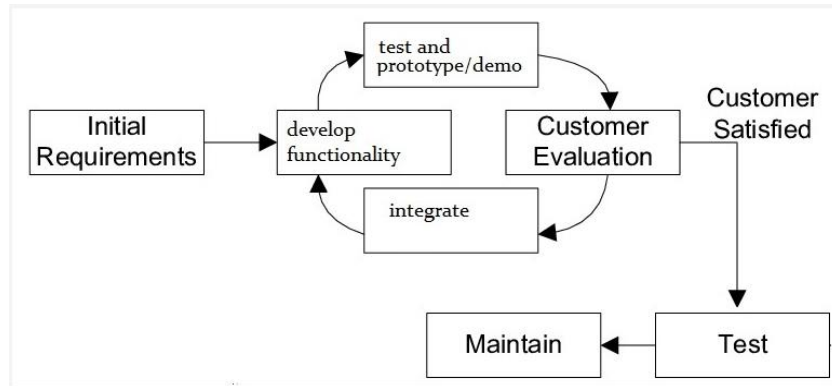 test and
prototype/demo
Customer
Satisfied
Initial
Requirements
develop
functionality
Customer
Evaluation
integrate
Maintain
Test